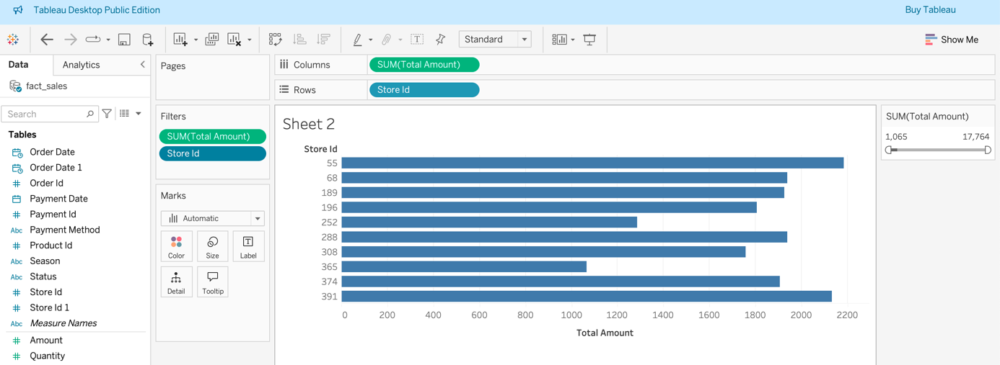 Tableau Desktop Public Edition
Buy Tableau
Standard
Show Me
Data
Analytics
fact_sales
Search
Tables
Order Date
Order Date 1
Order Id
Payment Date
Payment Id
Abc Payment Method
Product Id
Abc Season
Abc Status
Store Id
Store Id 1
Abc Measure Names
Amount
Quantity
Pages
Filters
SUM(Total Amount)
Store Id
Marks
Automatic
Color Size Label
Detail Tooltip
Columns SUM(Total Amount)
Rows Store Id
Sheet 2
Store Id
55
68
189
196
252
288
308
365
374
391
0 200 400 600 800 1000 1200 1400 1600 1800 2000 2200
Total Amount
SUM(Total Amount)
1,065 17,764